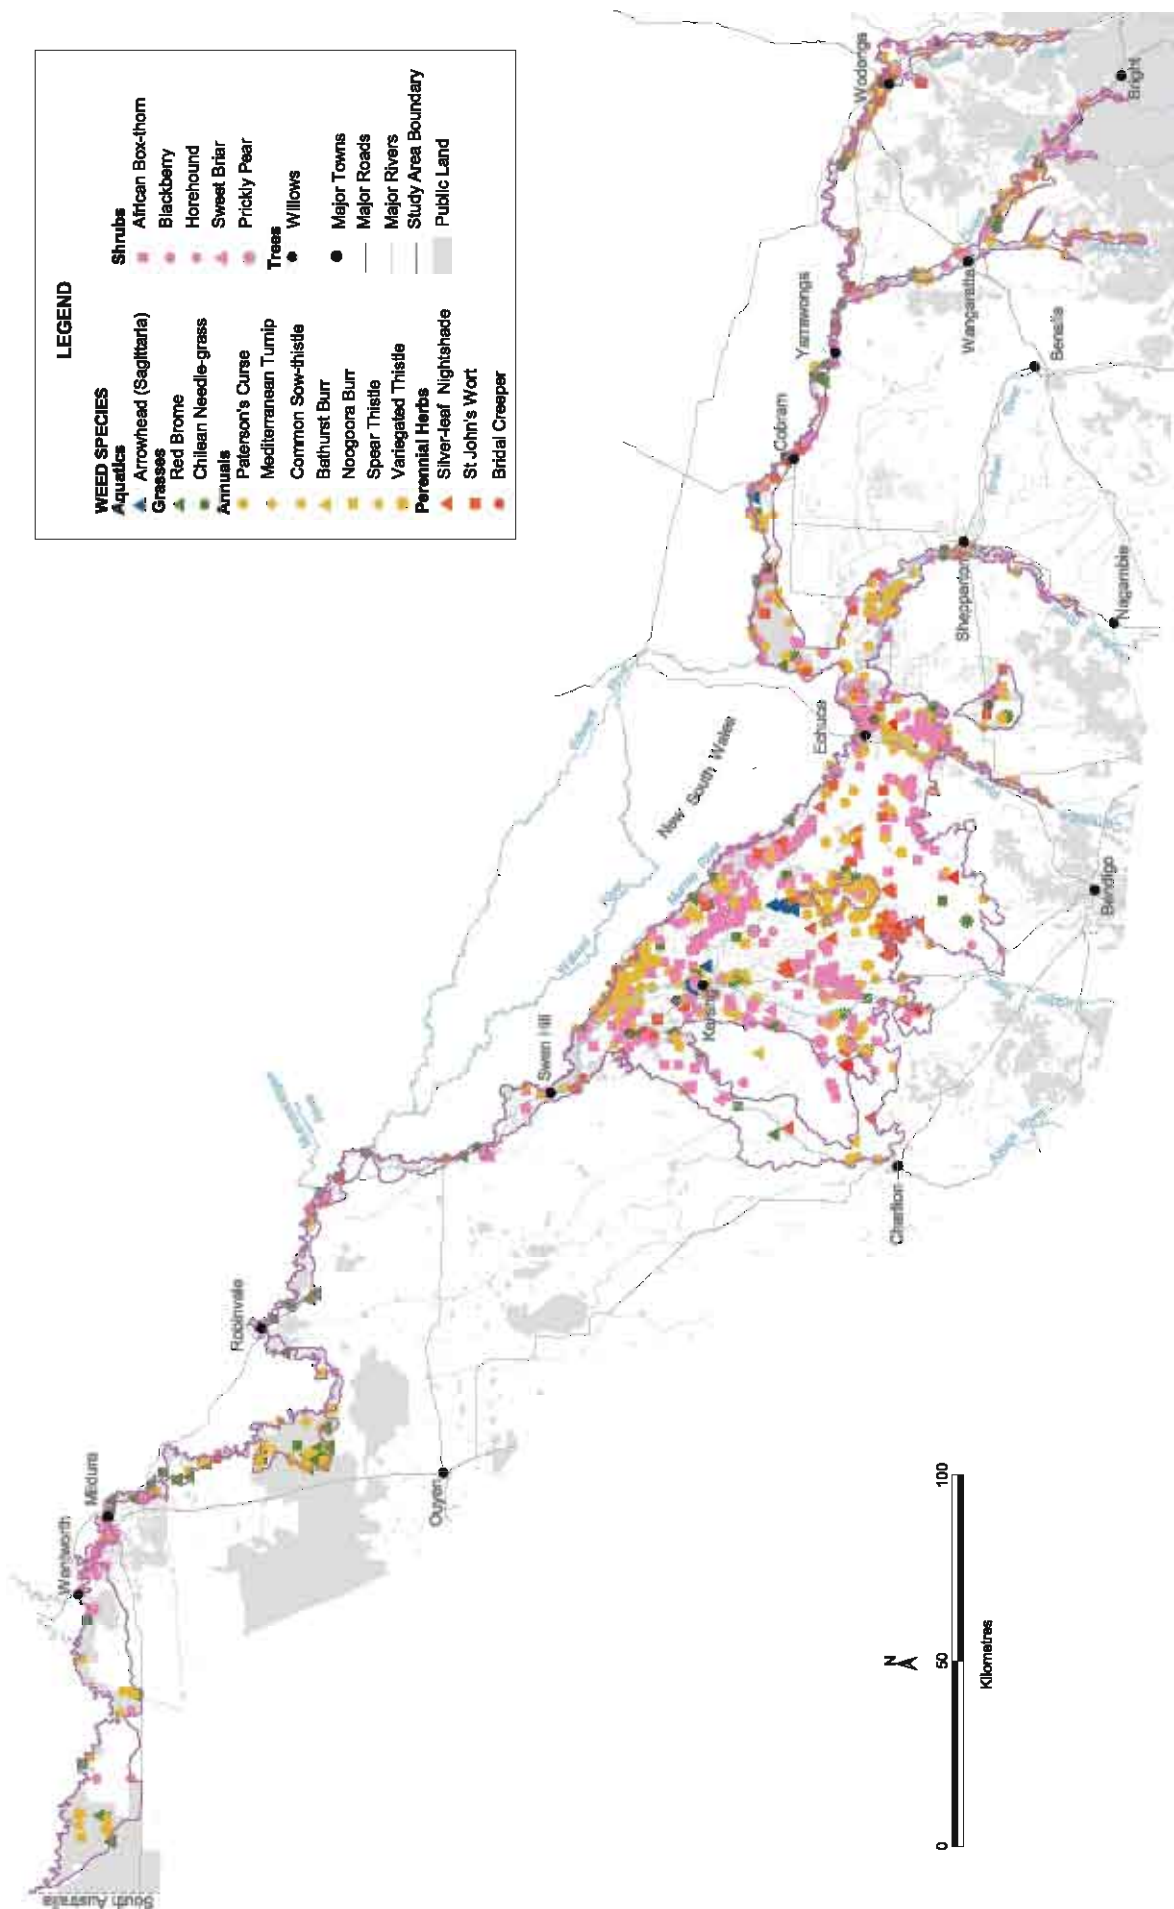 LEGEND
WEED SPECIES
Aquatics
Arrowhead (Sagittaria)
Grasses
Red Brome
Chilean Needle-grass
Annuals
Paterson's Curse
Mediterranean Turnip
Common Sow-thistle
Bathurst Burr
Noogoora Burr
Spear Thistle
Variegated Thistle
Perennial Herbs
Silver-leaf Nightshade
St John's Wort
Bridal Creeper
Shrubs
African Box-thorn
Blackberry
Horehound
Sweet Briar
Prickly Pear
Trees
Willows
Major Towns
Major Roads
Major Rivers
Study Area Boundary
Public Land
South Australia
Wentworth
Mildura
Robinvale
Ouyen
Swan Hill
Kerang
Charlton
Murray River
New South Wales
Echuca
Bendigo
Cobram
Yarrawonga
Shepparton
Nagambie
Benalla
Wangaratta
Wodonga
Bright
N
0
50
100
Kilometres